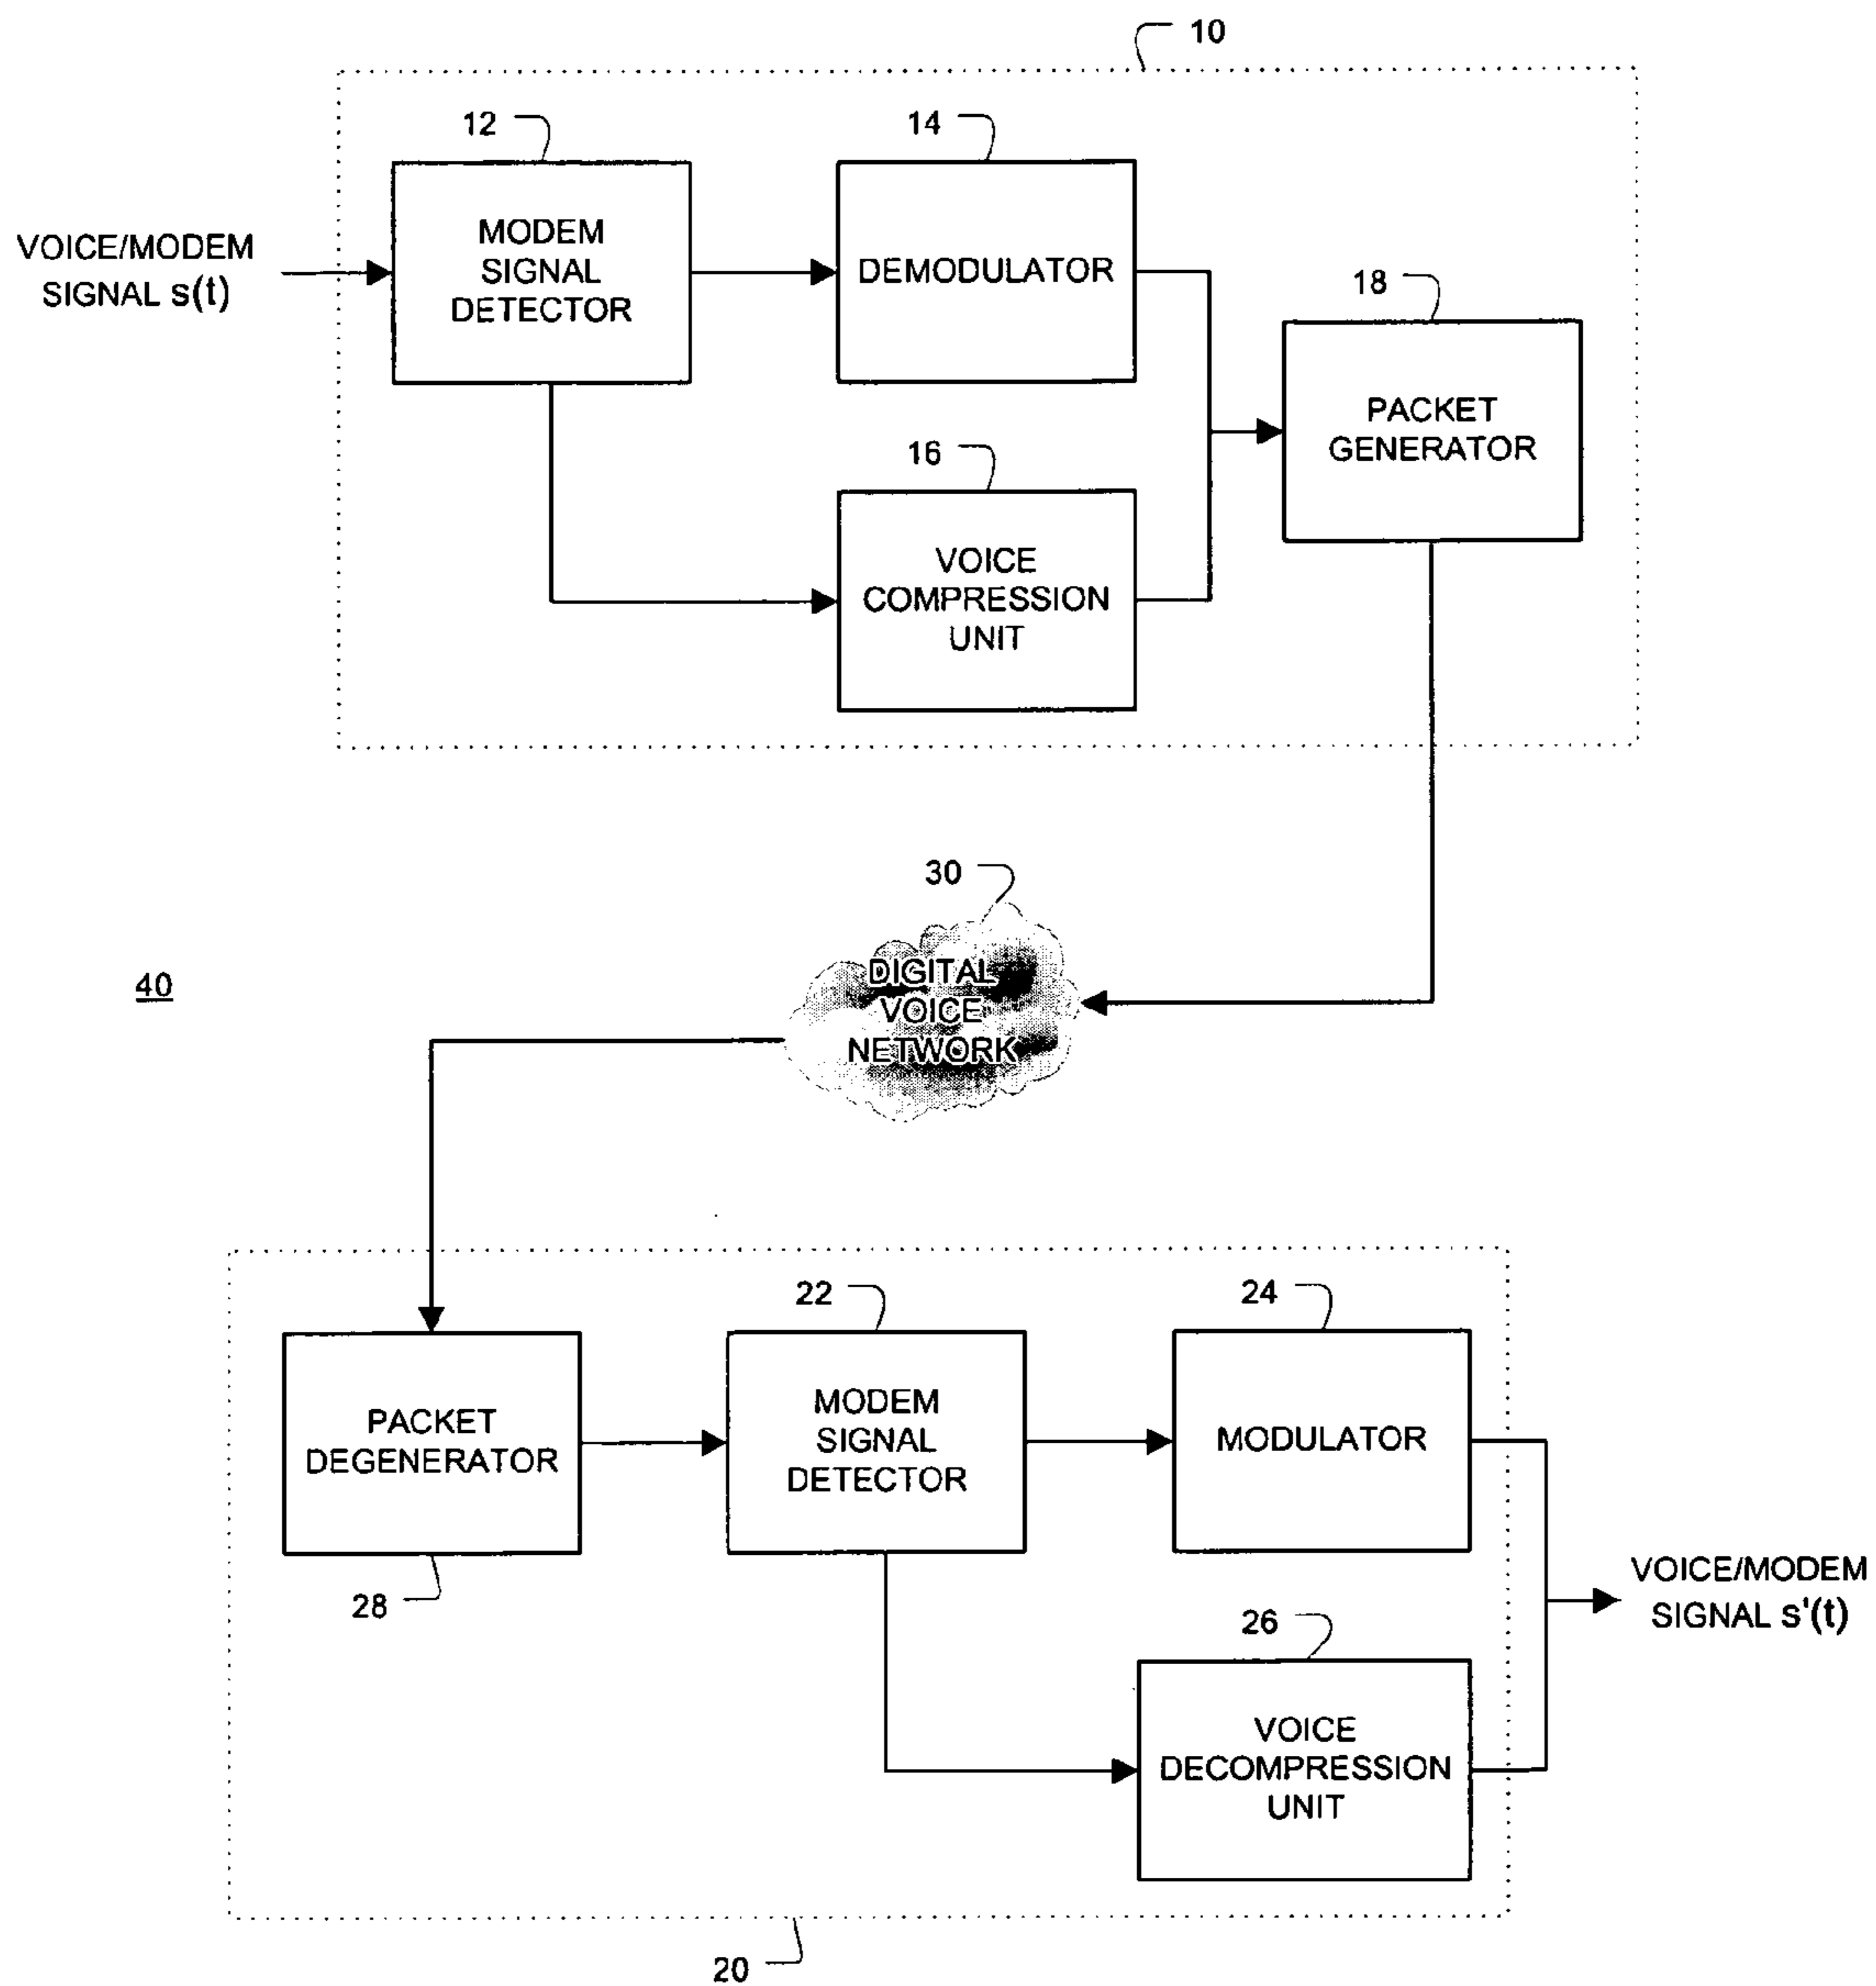 10
12
14
VOICE/MODEM
SIGNAL s(t)
MODEM
SIGNAL
DETECTOR
DEMODULATOR
18
PACKET
GENERATOR
16
VOICE
COMPRESSION
UNIT
30
DIGITAL
VOICE
NETWORK
40
22
24
PACKET
DEGENERATOR
MODEM
SIGNAL
DETECTOR
MODULATOR
28
26
VOICE/MODEM
SIGNAL s'(t)
VOICE
DECOMPRESSION
UNIT
20